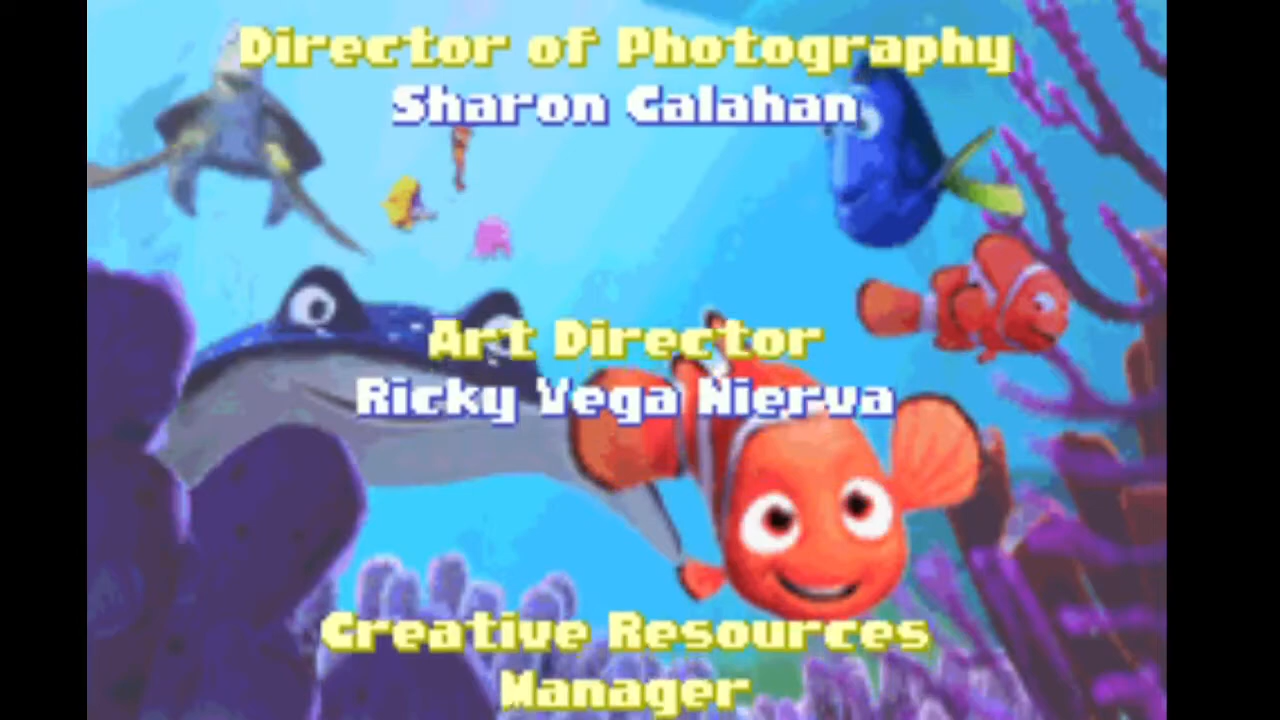 Director of Photography
Sharon Calahan
Art Director
Ricky Vega Nierva
Creative Resources
Manager